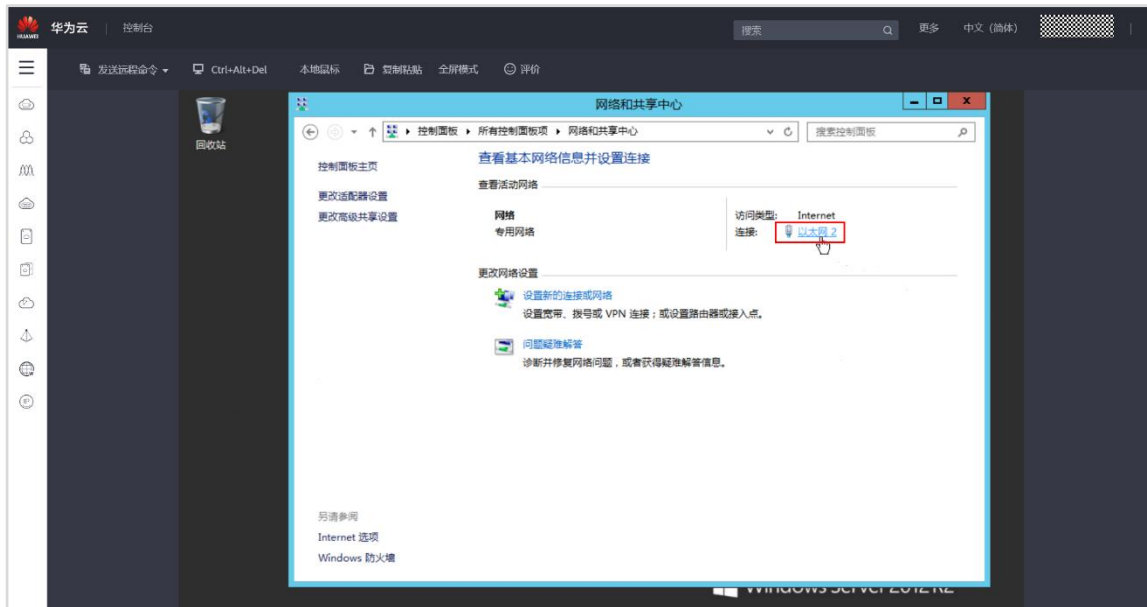 HUAWEI 华为云 控制台 搜索 更多 中文 (简体)
发送远程命令 Ctrl+Alt+Del 本地鼠标 复制粘贴 全屏模式 评价
回收站
网络和共享中心
控制面板 所有控制面板项 网络和共享中心 搜索控制面板
控制面板主页
更改适配器设置
更改高级共享设置
查看基本网络信息并设置连接
查看活动网络
网络
专用网络
访问类型: Internet
连接: 以太网 2
更改网络设置
设置新的连接或网络
设置宽带、拨号或 VPN 连接；或设置路由器或接入点。
问题疑难解答
诊断并修复网络问题，或者获得疑难解答信息。
另请参阅
Internet 选项
Windows 防火墙
Windows Server 2012 R2